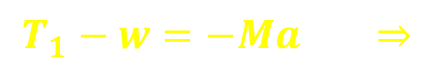 T₁ − w = −Ma ⇒